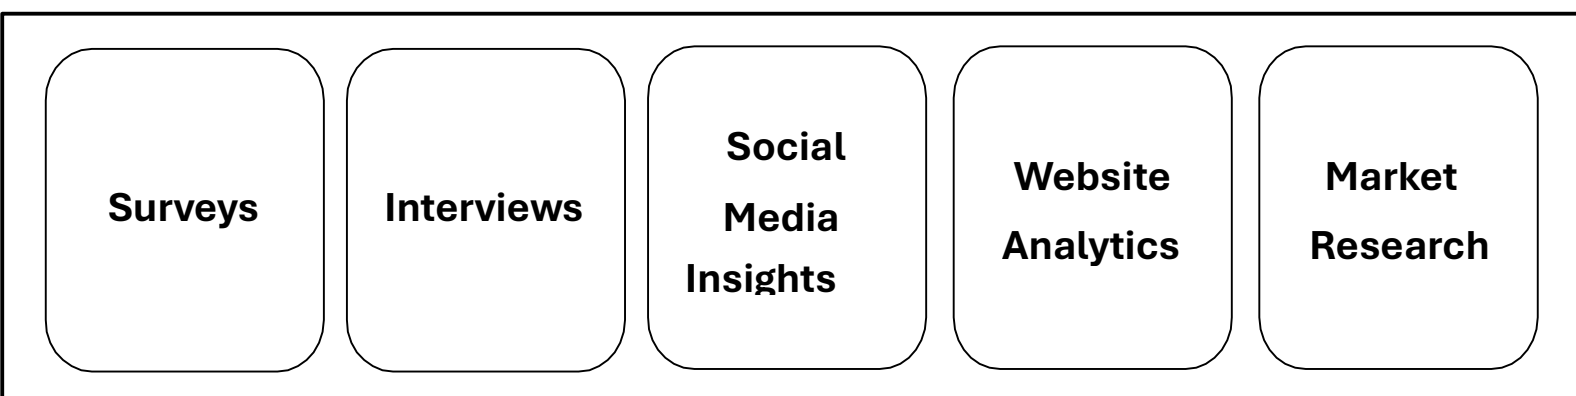 Surveys
Interviews
Social
Media
Insights
Website
Analytics
Market
Research